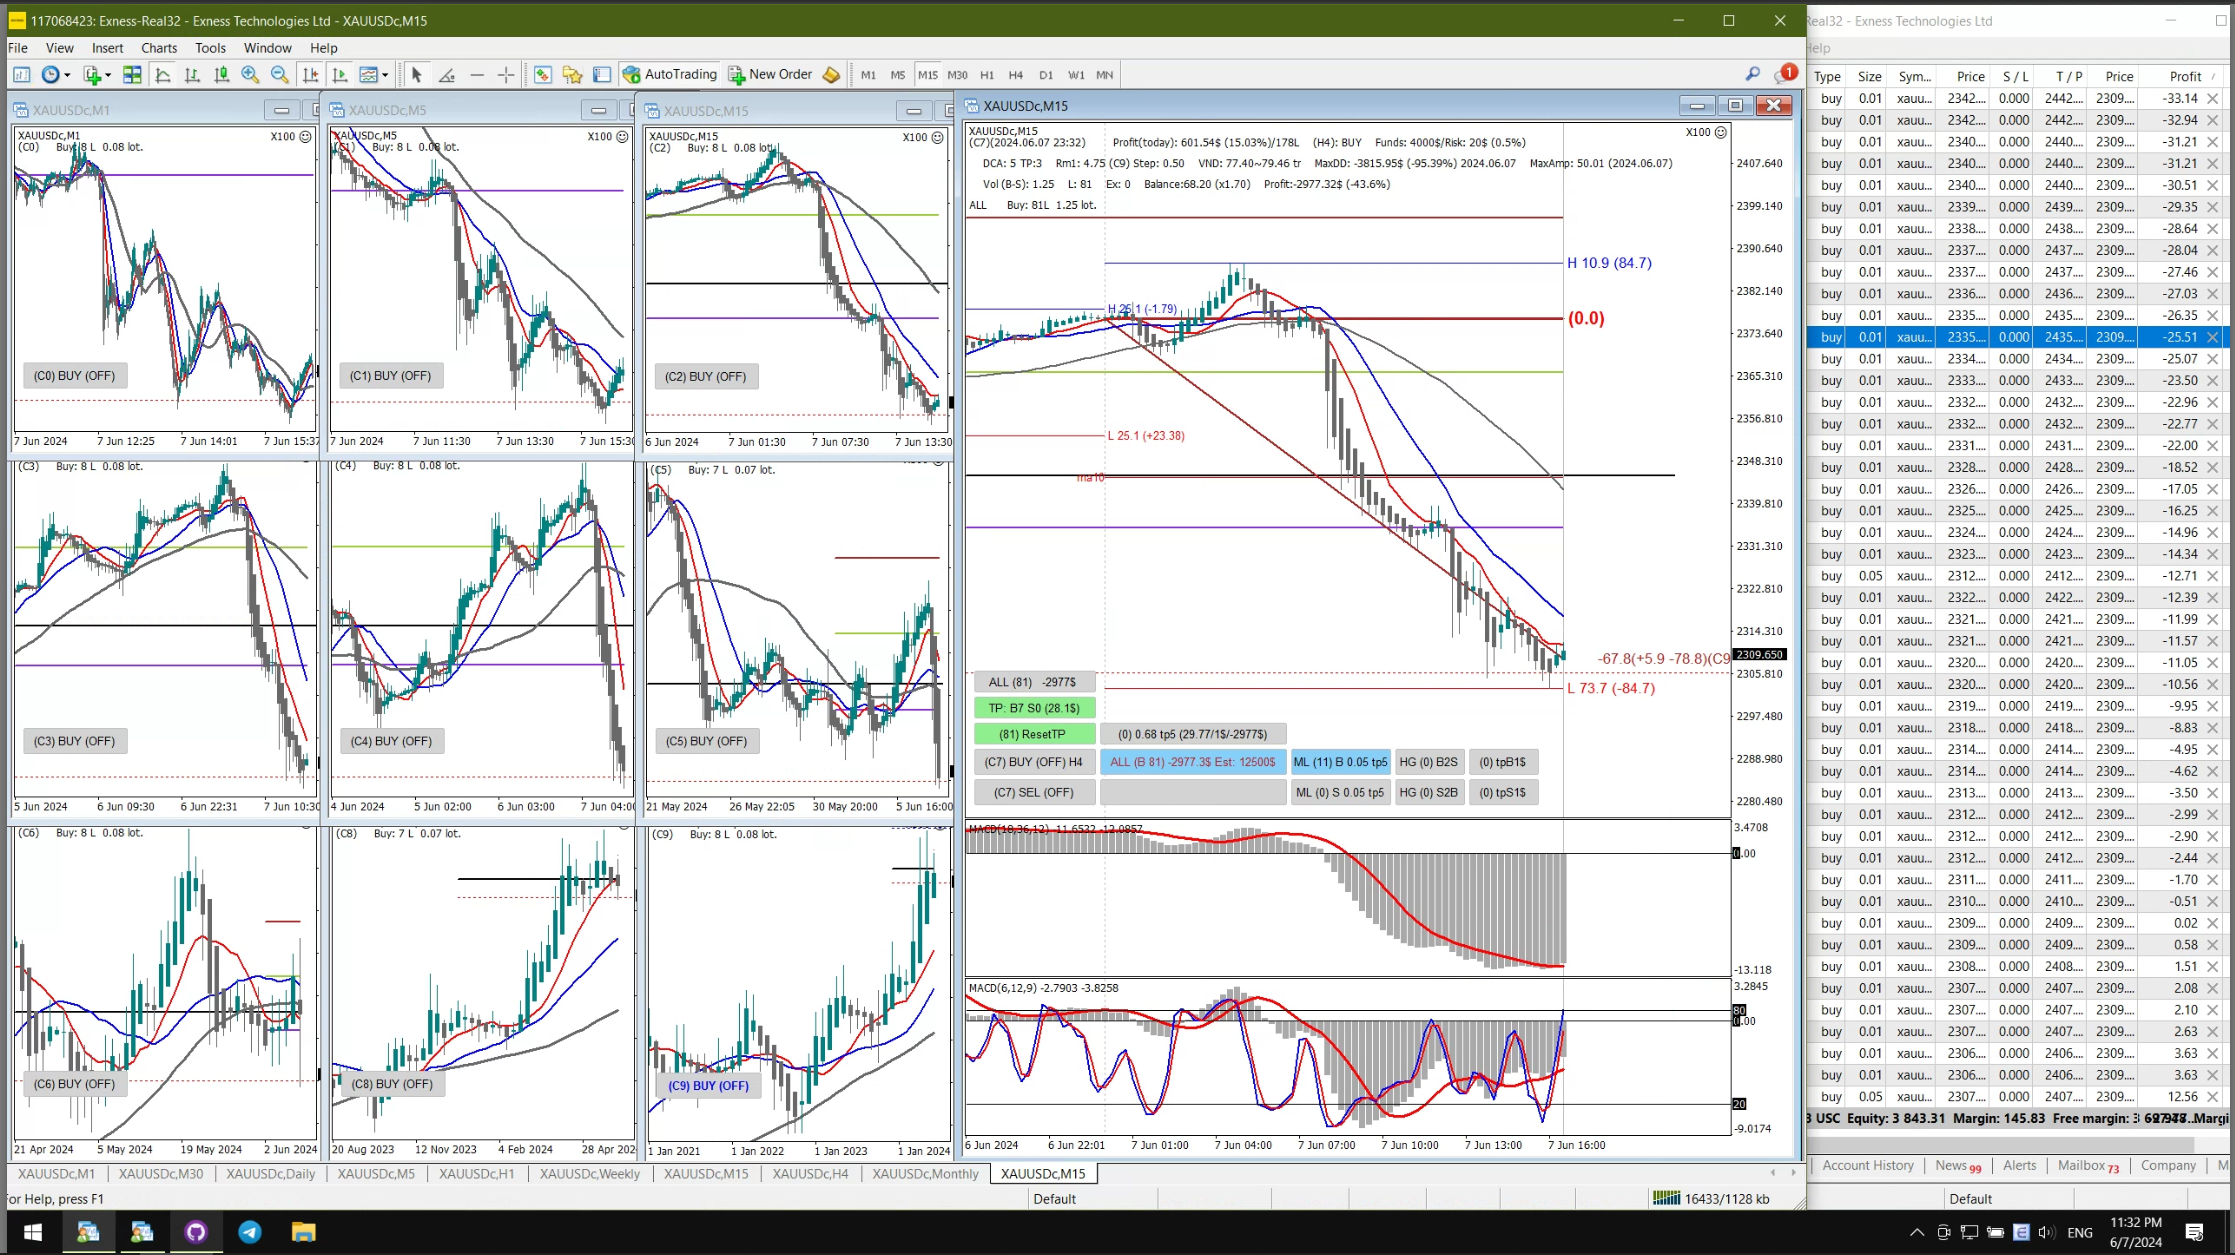 117068423: Exness-Real32 - Exness Technologies Ltd - XAUUSDc,M15
Real32 - Exness Technologies Ltd
File View Insert Charts Tools Window Help
Help
AutoTrading New Order M1 M5 M15 M30 H1 H4 D1 W1 MN 1
Type Size Sym... Price S / L T / P Price Profit /
XAUUSDc,M1
XAUUSDc,M1 X100
(C0) Buy: 8 L 0.08 lot.
(C0) BUY (OFF)
7 Jun 2024 7 Jun 12:25 7 Jun 14:01 7 Jun 15:37
XAUUSDc,M5
XAUUSDc,M5 X100
(C1) Buy: 8 L 0.08 lot.
(C1) BUY (OFF)
7 Jun 2024 7 Jun 11:30 7 Jun 13:30 7 Jun 15:30
XAUUSDc,M15
XAUUSDc,M15 X100
(C2) Buy: 8 L 0.08 lot.
(C2) BUY (OFF)
6 Jun 2024 7 Jun 01:30 7 Jun 07:30 7 Jun 13:30
(C3) Buy: 8 L 0.08 lot.
(C3) BUY (OFF)
5 Jun 2024 6 Jun 09:30 6 Jun 22:31 7 Jun 10:30
(C4) Buy: 8 L 0.08 lot.
(C4) BUY (OFF)
4 Jun 2024 5 Jun 02:00 6 Jun 03:00 7 Jun 04:00
(C5) Buy: 7 L 0.07 lot.
(C5) BUY (OFF)
21 May 2024 26 May 22:05 30 May 20:00 5 Jun 16:00
(C6) Buy: 8 L 0.08 lot.
(C6) BUY (OFF)
21 Apr 2024 5 May 2024 19 May 2024 2 Jun 2024
(C8) Buy: 7 L 0.07 lot.
(C8) BUY (OFF)
20 Aug 2023 12 Nov 2023 4 Feb 2024 28 Apr 202
(C9) Buy: 8 L 0.08 lot.
(C9) BUY (OFF)
1 Jan 2021 1 Jan 2022 1 Jan 2023 1 Jan 2024
XAUUSDc,M15
XAUUSDc,M15 X100
(C7)(2024.06.07 23:32) Profit(today): 601.54$ (15.03%)/178L (H4): BUY Funds: 4000$/Risk: 20$ (0.5%)
DCA: 5 TP:3 Rm1: 4.75 (C9) Step: 0.50 VND: 77.40~79.46 tr MaxDD: -3815.95$ (-95.39%) 2024.06.07 MaxAmp: 50.01 (2024.06.07)
Vol (B-S): 1.25 L: 81 Ex: 0 Balance:68.20 (x1.70) Profit:-2977.32$ (-43.6%)
ALL Buy: 81L 1.25 lot.
H 10.9 (84.7)
H 25.1 (-1.79)
(0.0)
L 25.1 (+23.38)
ma10
-67.8(+5.9 -78.8)(C9
L 73.7 (-84.7)
2407.640
2399.140
2390.640
2382.140
2373.640
2365.310
2356.810
2348.310
2339.810
2331.310
2322.810
2314.310
2309.650
2305.810
2297.480
2288.980
2280.480
ALL (81) -2977$
TP: B7 S0 (28.1$)
(81) ResetTP (0) 0.68 tp5 (29.77/1$/-2977$)
(C7) BUY (OFF) H4 ALL (B 81) -2977.3$ Est: 12500$ ML (11) B 0.05 tp5 HG (0) B2S (0) tpB1$
(C7) SEL (OFF) ML (0) S 0.05 tp5 HG (0) S2B (0) tpS1$
MACD(18,36,12) -11.6532 -12.0857
3.4708
0.00
-13.118
MACD(6,12,9) -2.7903 -3.8258
3.2845
80
0.00
20
-9.0174
6 Jun 2024 6 Jun 22:01 7 Jun 01:00 7 Jun 04:00 7 Jun 07:00 7 Jun 10:00 7 Jun 13:00 7 Jun 16:00
buy 0.01 xauu... 2342.... 0.000 2442.... 2309.... -33.14
buy 0.01 xauu... 2342.... 0.000 2442.... 2309.... -32.94
buy 0.01 xauu... 2340.... 0.000 2440.... 2309.... -31.21
buy 0.01 xauu... 2340.... 0.000 2440.... 2309.... -31.21
buy 0.01 xauu... 2340.... 0.000 2440.... 2309.... -30.51
buy 0.01 xauu... 2339.... 0.000 2439.... 2309.... -29.35
buy 0.01 xauu... 2338.... 0.000 2438.... 2309.... -28.64
buy 0.01 xauu... 2337.... 0.000 2437.... 2309.... -28.04
buy 0.01 xauu... 2337.... 0.000 2437.... 2309.... -27.46
buy 0.01 xauu... 2336.... 0.000 2436.... 2309.... -27.03
buy 0.01 xauu... 2335.... 0.000 2435.... 2309.... -26.35
buy 0.01 xauu... 2335.... 0.000 2435.... 2309.... -25.51
buy 0.01 xauu... 2334.... 0.000 2434.... 2309.... -25.07
buy 0.01 xauu... 2333.... 0.000 2433.... 2309.... -23.50
buy 0.01 xauu... 2332.... 0.000 2432.... 2309.... -22.96
buy 0.01 xauu... 2332.... 0.000 2432.... 2309.... -22.77
buy 0.01 xauu... 2331.... 0.000 2431.... 2309.... -22.00
buy 0.01 xauu... 2328.... 0.000 2428.... 2309.... -18.52
buy 0.01 xauu... 2326.... 0.000 2426.... 2309.... -17.05
buy 0.01 xauu... 2325.... 0.000 2425.... 2309.... -16.25
buy 0.01 xauu... 2324.... 0.000 2424.... 2309.... -14.96
buy 0.01 xauu... 2323.... 0.000 2423.... 2309.... -14.34
buy 0.05 xauu... 2312.... 0.000 2412.... 2309.... -12.71
buy 0.01 xauu... 2322.... 0.000 2422.... 2309.... -12.39
buy 0.01 xauu... 2321.... 0.000 2421.... 2309.... -11.99
buy 0.01 xauu... 2321.... 0.000 2421.... 2309.... -11.57
buy 0.01 xauu... 2320.... 0.000 2420.... 2309.... -11.05
buy 0.01 xauu... 2320.... 0.000 2420.... 2309.... -10.56
buy 0.01 xauu... 2319.... 0.000 2419.... 2309.... -9.95
buy 0.01 xauu... 2318.... 0.000 2418.... 2309.... -8.83
buy 0.01 xauu... 2314.... 0.000 2414.... 2309.... -4.95
buy 0.01 xauu... 2314.... 0.000 2414.... 2309.... -4.62
buy 0.01 xauu... 2313.... 0.000 2413.... 2309.... -3.50
buy 0.01 xauu... 2312.... 0.000 2412.... 2309.... -2.99
buy 0.01 xauu... 2312.... 0.000 2412.... 2309.... -2.90
buy 0.01 xauu... 2312.... 0.000 2412.... 2309.... -2.44
buy 0.01 xauu... 2311.... 0.000 2411.... 2309.... -1.70
buy 0.01 xauu... 2310.... 0.000 2410.... 2309.... -0.51
buy 0.01 xauu... 2309.... 0.000 2409.... 2309.... 0.02
buy 0.01 xauu... 2309.... 0.000 2409.... 2309.... 0.58
buy 0.01 xauu... 2308.... 0.000 2408.... 2309.... 1.51
buy 0.01 xauu... 2307.... 0.000 2407.... 2309.... 2.08
buy 0.01 xauu... 2307.... 0.000 2407.... 2309.... 2.10
buy 0.01 xauu... 2307.... 0.000 2407.... 2309.... 2.63
buy 0.01 xauu... 2306.... 0.000 2406.... 2309.... 3.63
buy 0.01 xauu... 2306.... 0.000 2406.... 2309.... 3.63
buy 0.05 xauu... 2307.... 0.000 2407.... 2309.... 12.56
3 USC Equity: 3 843.31 Margin: 145.83 Free margin:
Account History News 99 Alerts Mailbox 73 Company M
XAUUSDc,M1 XAUUSDc,M30 XAUUSDc,Daily XAUUSDc,M5 XAUUSDc,H1 XAUUSDc,Weekly XAUUSDc,M15 XAUUSDc,H4 XAUUSDc,Monthly XAUUSDc,M15
For Help, press F1 Default 16433/1128 kb Default
ENG 11:32 PM
6/7/2024